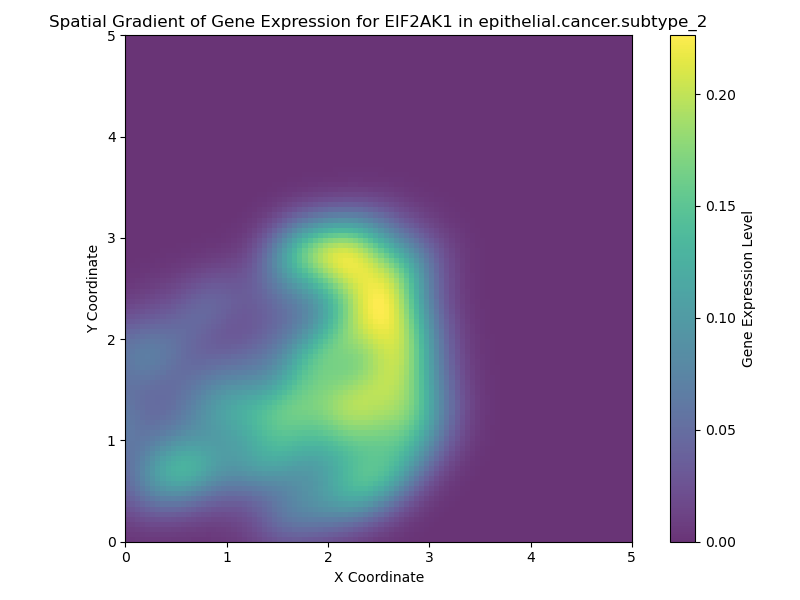 Spatial Gradient of Gene Expression for EIF2AK1 in epithelial.cancer.subtype_2
5
4
3
2
1
0
0 1 2 3 4 5
X Coordinate
Y Coordinate
0.20
0.15
0.10
0.05
0.00
Gene Expression Level